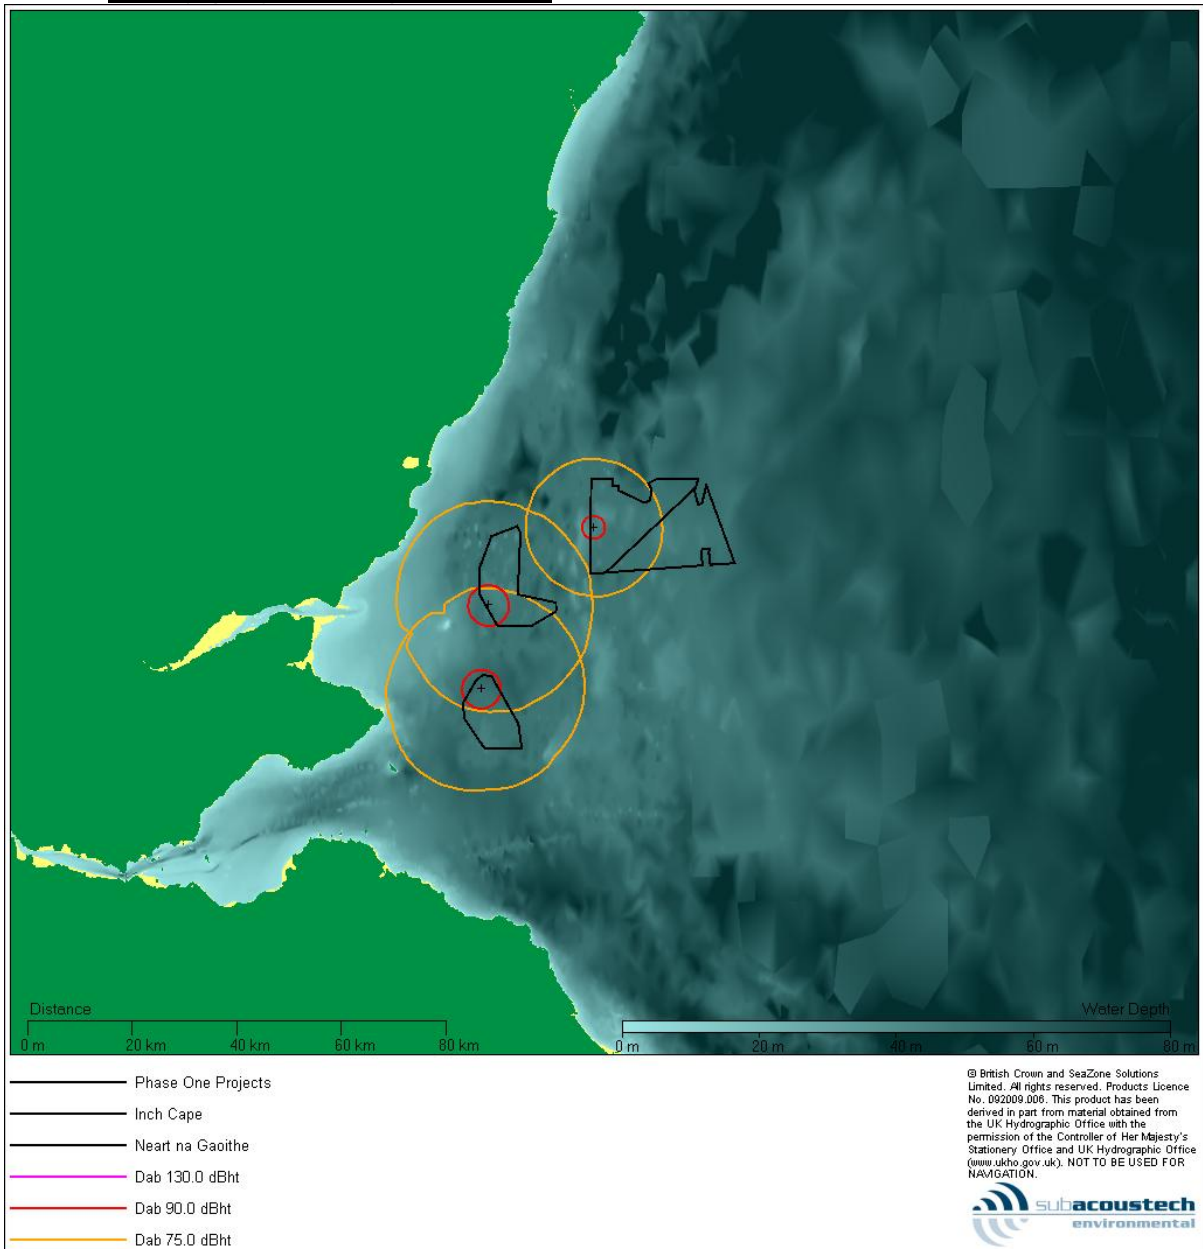 Distance
0 m 20 km 40 km 60 km 80 km
Water Depth
0 m 20 m 40 m 60 m 80 m
Phase One Projects
Inch Cape
Neart na Gaoithe
Dab 130.0 dBht
Dab 90.0 dBht
Dab 75.0 dBht
© British Crown and SeaZone Solutions
Limited. All rights reserved. Products Licence
No. 092009.006. This product has been
derived in part from material obtained from
the UK Hydrographic Office with the
permission of the Controller of Her Majesty's
Stationery Office and UK Hydrographic Office
(www.ukho.gov.uk). NOT TO BE USED FOR
NAVIGATION.
subacoustech
environmental